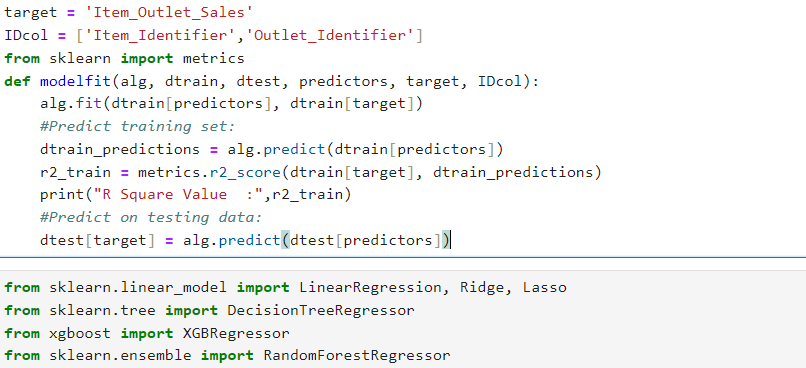 target = 'Item_Outlet_Sales'
IDcol = ['Item_Identifier','Outlet_Identifier']
from sklearn import metrics
def modelfit(alg, dtrain, dtest, predictors, target, IDcol):
    alg.fit(dtrain[predictors], dtrain[target])
    #Predict training set:
    dtrain_predictions = alg.predict(dtrain[predictors])
    r2_train = metrics.r2_score(dtrain[target], dtrain_predictions)
    print("R Square Value  :",r2_train)
    #Predict on testing data:
    dtest[target] = alg.predict(dtest[predictors])
from sklearn.linear_model import LinearRegression, Ridge, Lasso
from sklearn.tree import DecisionTreeRegressor
from xgboost import XGBRegressor
from sklearn.ensemble import RandomForestRegressor